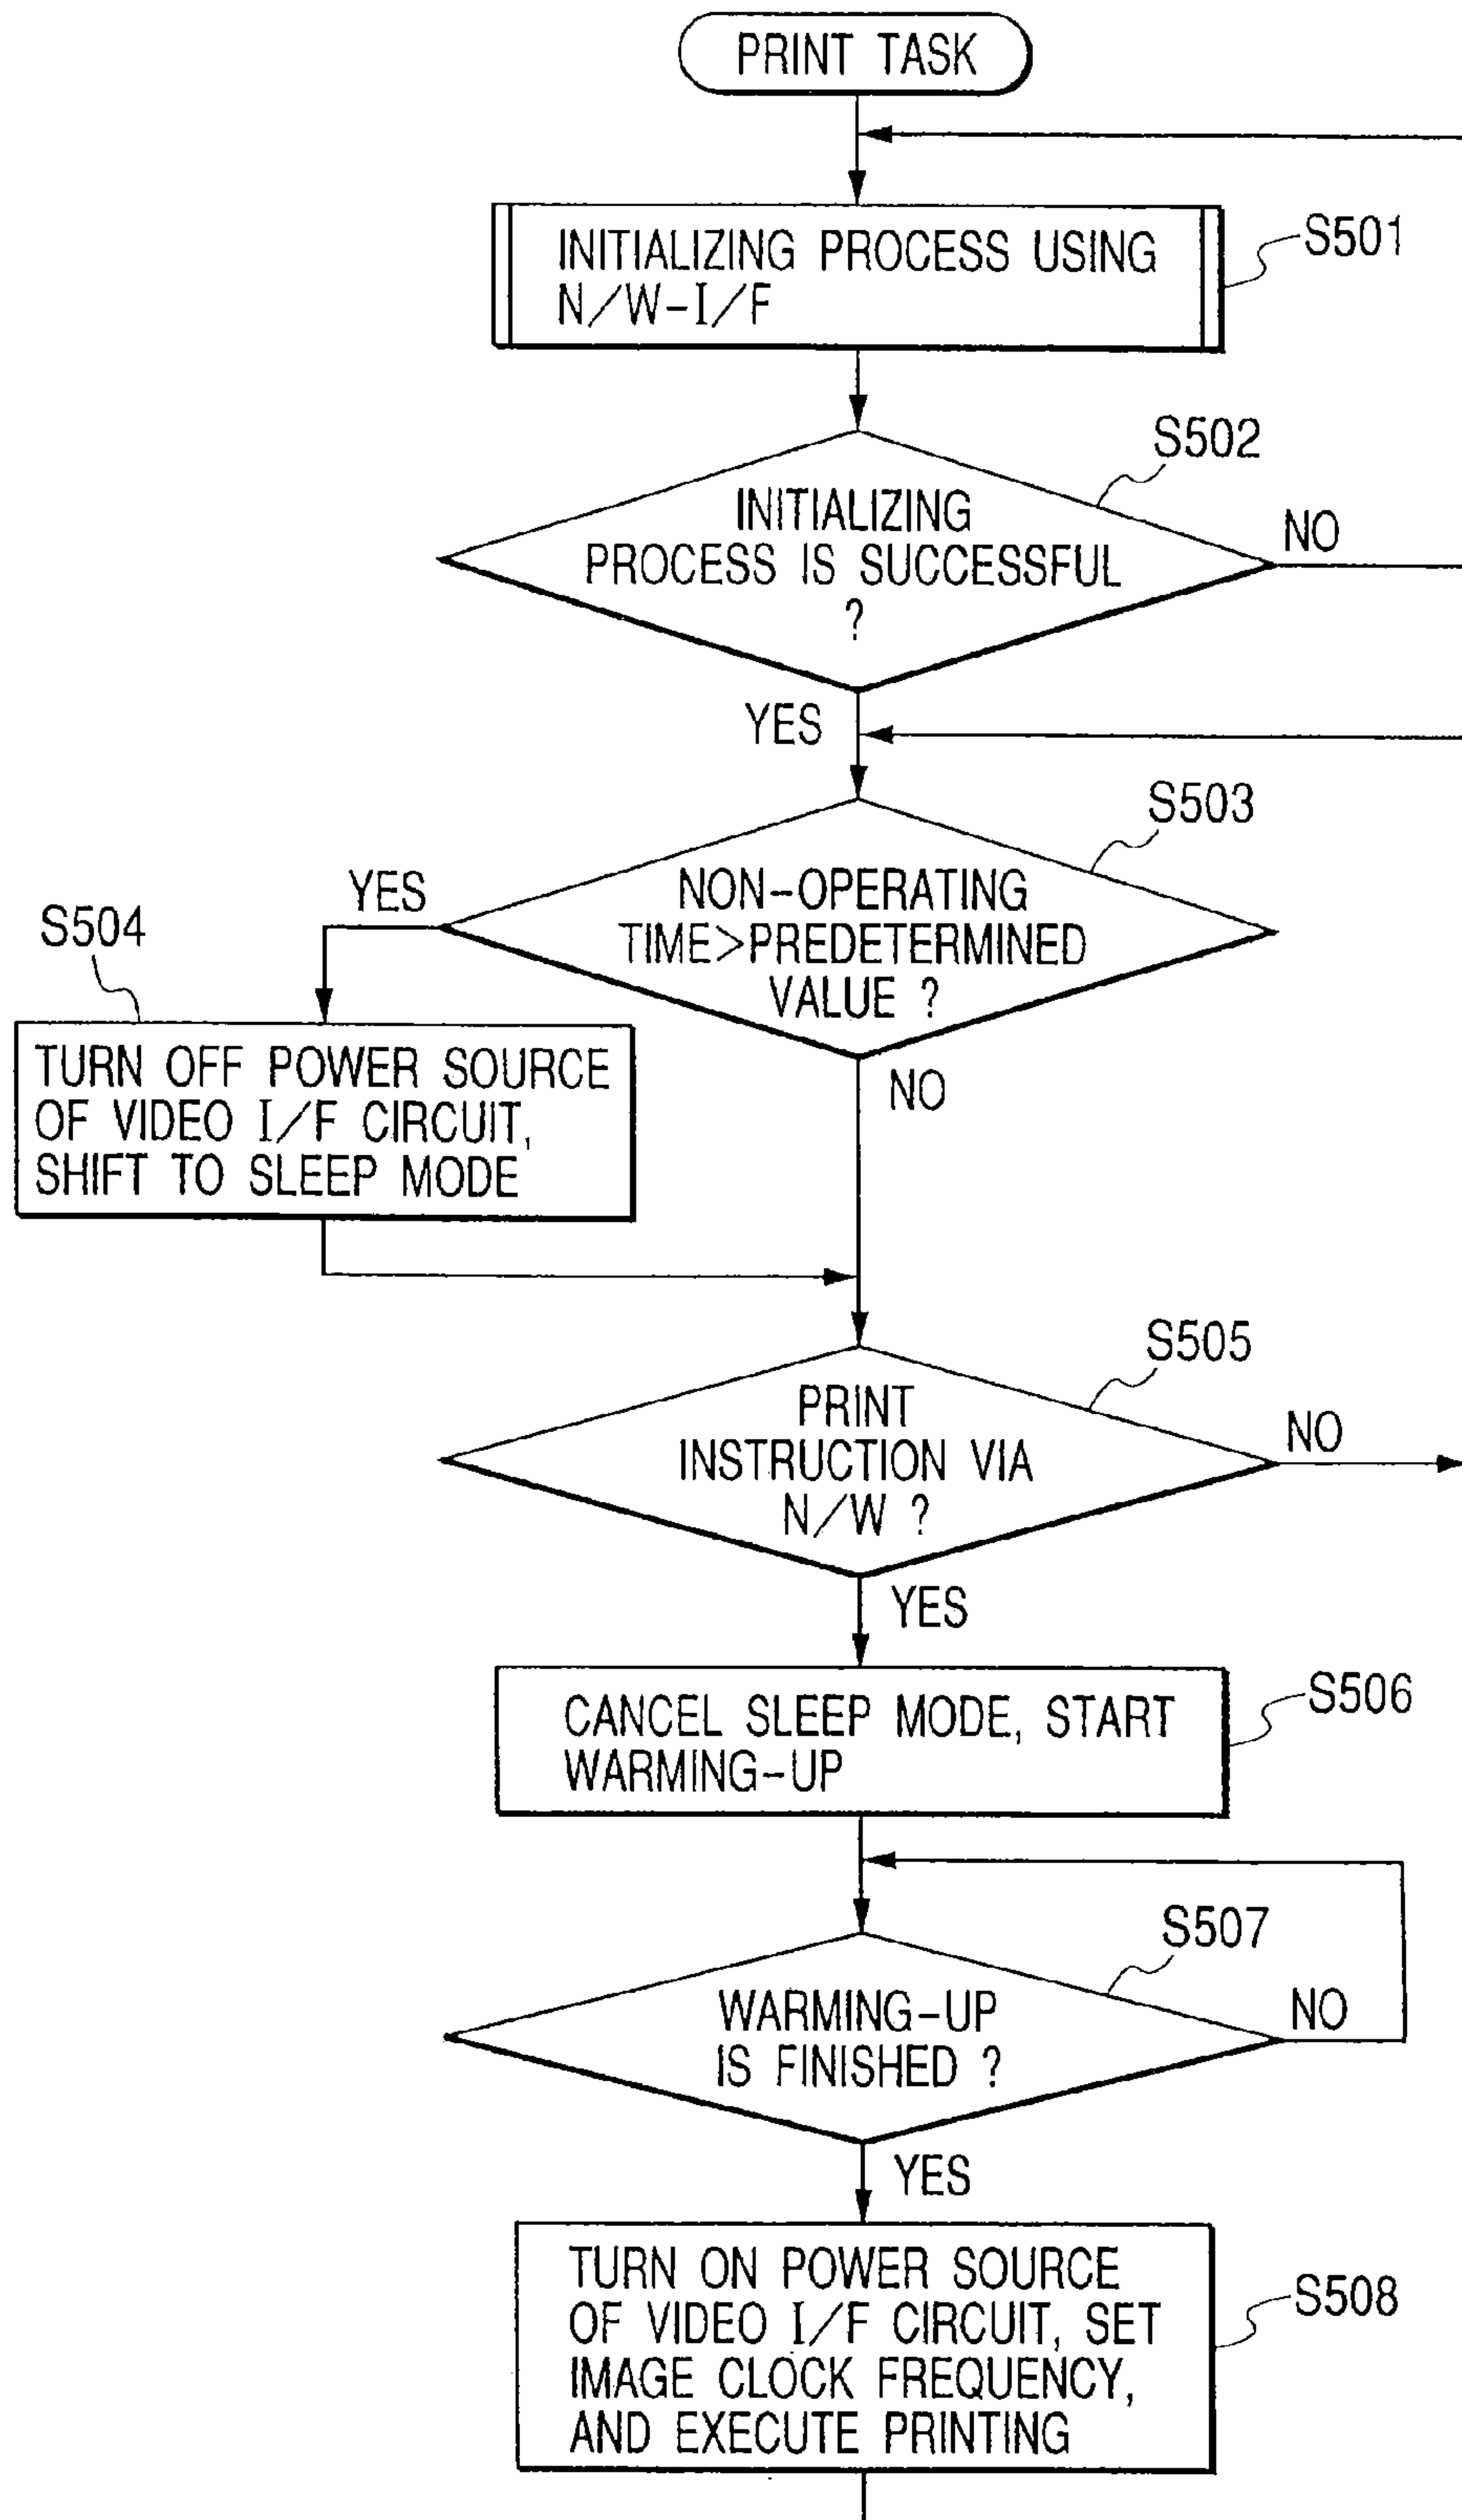 PRINT TASK
INITIALIZING PROCESS USING
N/W-I/F
S501
S502
INITIALIZING
PROCESS IS SUCCESSFUL
?
NO
YES
S503
NON-OPERATING
TIME>PREDETERMINED
VALUE ?
YES
S504
NO
TURN OFF POWER SOURCE
OF VIDEO I/F CIRCUIT,
SHIFT TO SLEEP MODE
S505
PRINT
INSTRUCTION VIA
N/W ?
NO
YES
CANCEL SLEEP MODE, START
WARMING-UP
S506
S507
WARMING-UP
IS FINISHED ?
NO
YES
TURN ON POWER SOURCE
OF VIDEO I/F CIRCUIT, SET
IMAGE CLOCK FREQUENCY,
AND EXECUTE PRINTING
S508